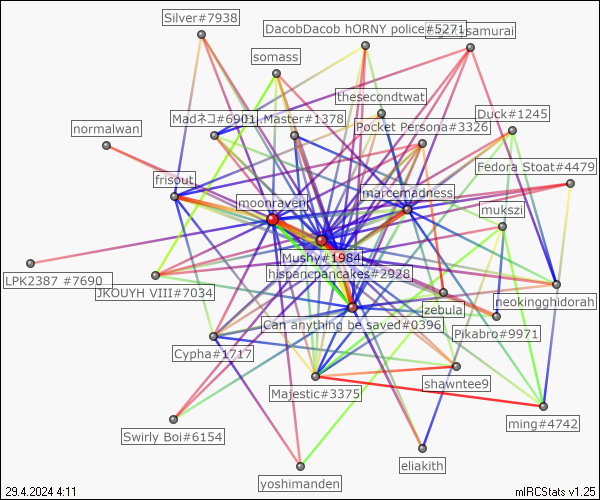 Silver#7938
DacobDacob hORNY police#5271
somass
thesecondtwat
Madネコ#6901
Master#1378
Duck#1245
Pocket Persona#3326
normalwan
Fedora Stoat#4479
frisout
marcemadness
moonraven
mukszi
Mushy#1984
hispancpancakes#2928
LPK2387 #7690
JKOUYH VIII#7034
neokingghidorah
zebula
Can anything be saved#0396
Pikabro#9971
Cypha#1717
shawntee9
Majestic#3375
ming#4742
Swirly Boi#6154
eliakith
yoshimanden
29.4.2024 4:11
mIRCStats v1.25